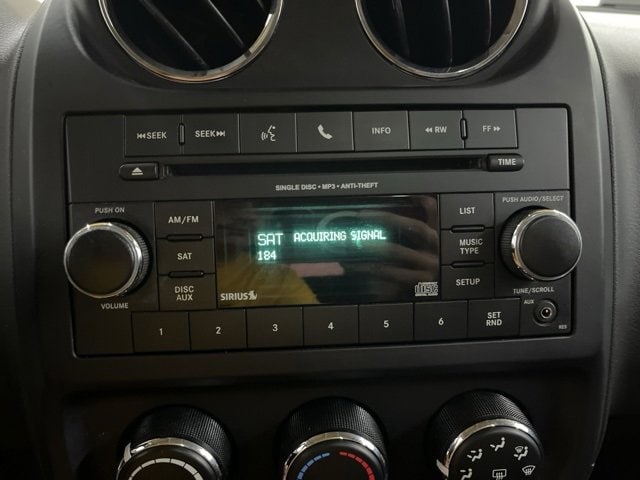 SEEK SEEK INFO RW FF
TIME
SINGLE DISC • MP3 • ANTI-THEFT
PUSH ON
PUSH AUDIO/SELECT
AM/FM
LIST
SAT ACQUIRING SIGNAL
184
SAT
MUSIC
TYPE
DISC
AUX
SETUP
SIRIUS
disc
VOLUME
TUNE/SCROLL
AUX
1 2 3 4 5 6
SET
RND
RES